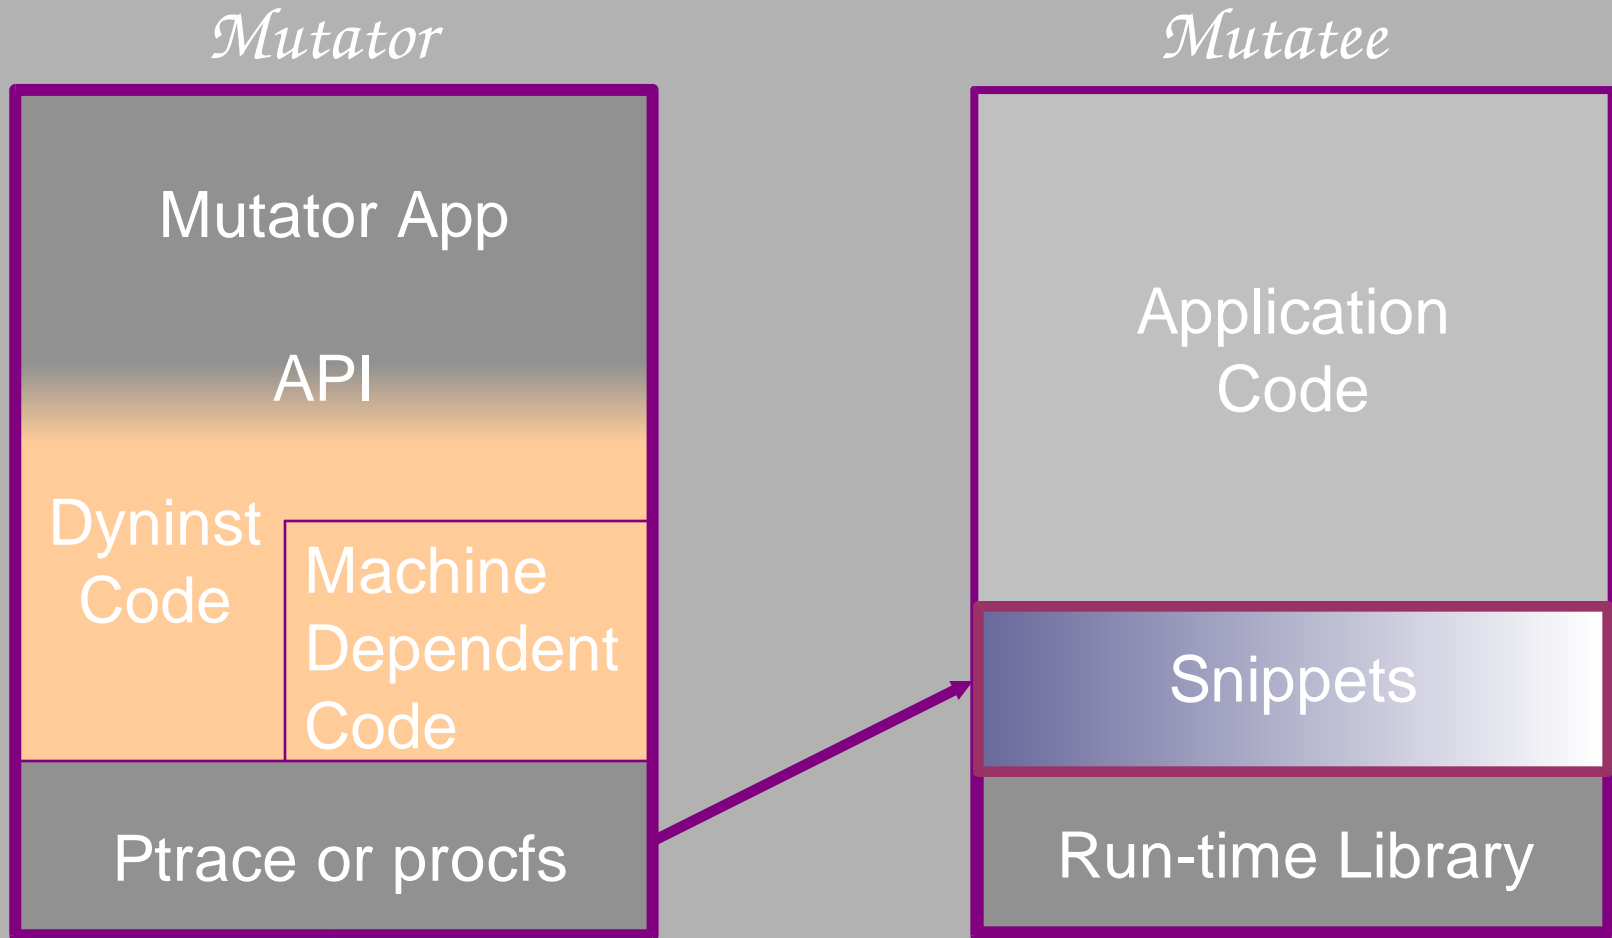 Mutator
Mutatee
Mutator App
API
Dyninst
Code
Machine
Dependent
Code
Ptrace or procfs
Application
Code
Snippets
Run-time Library